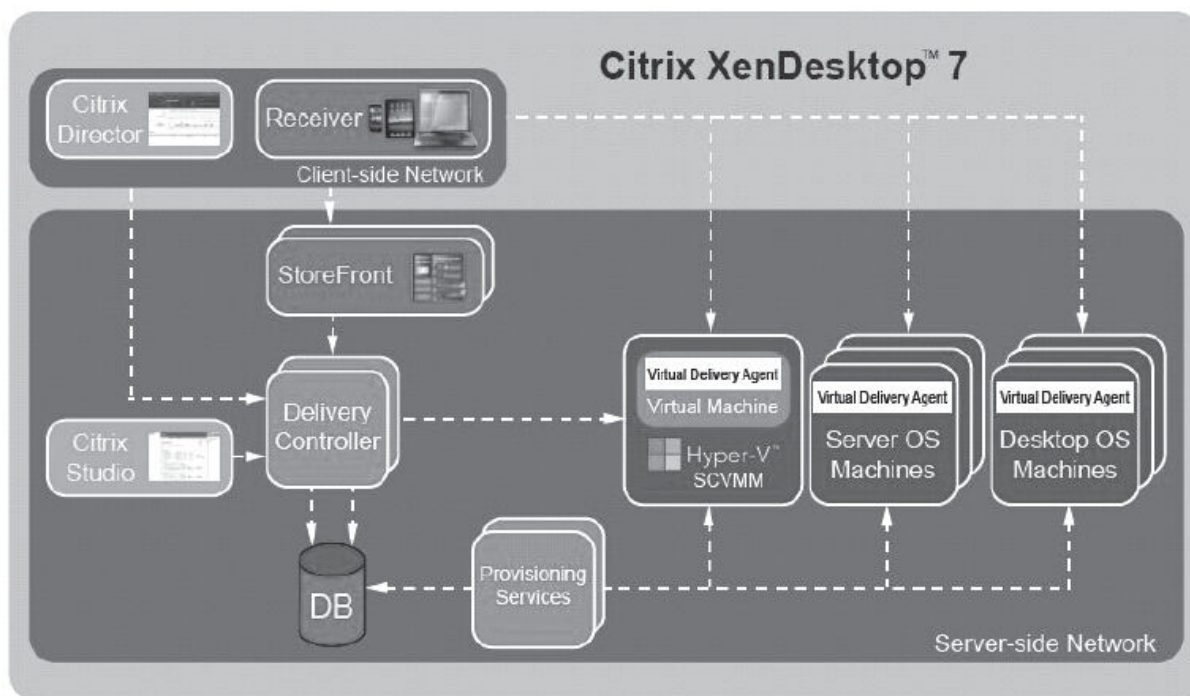 Citrix XenDesktop™ 7
Citrix
Director
Receiver
Client-side Network
StoreFront
Delivery
Controller
Citrix
Studio
DB
Provisioning
Services
Virtual Delivery Agent
Virtual Machine
Hyper-V™
SCVMM
Virtual Delivery Agent
Server OS
Machines
Virtual Delivery Agent
Desktop OS
Machines
Server-side Network